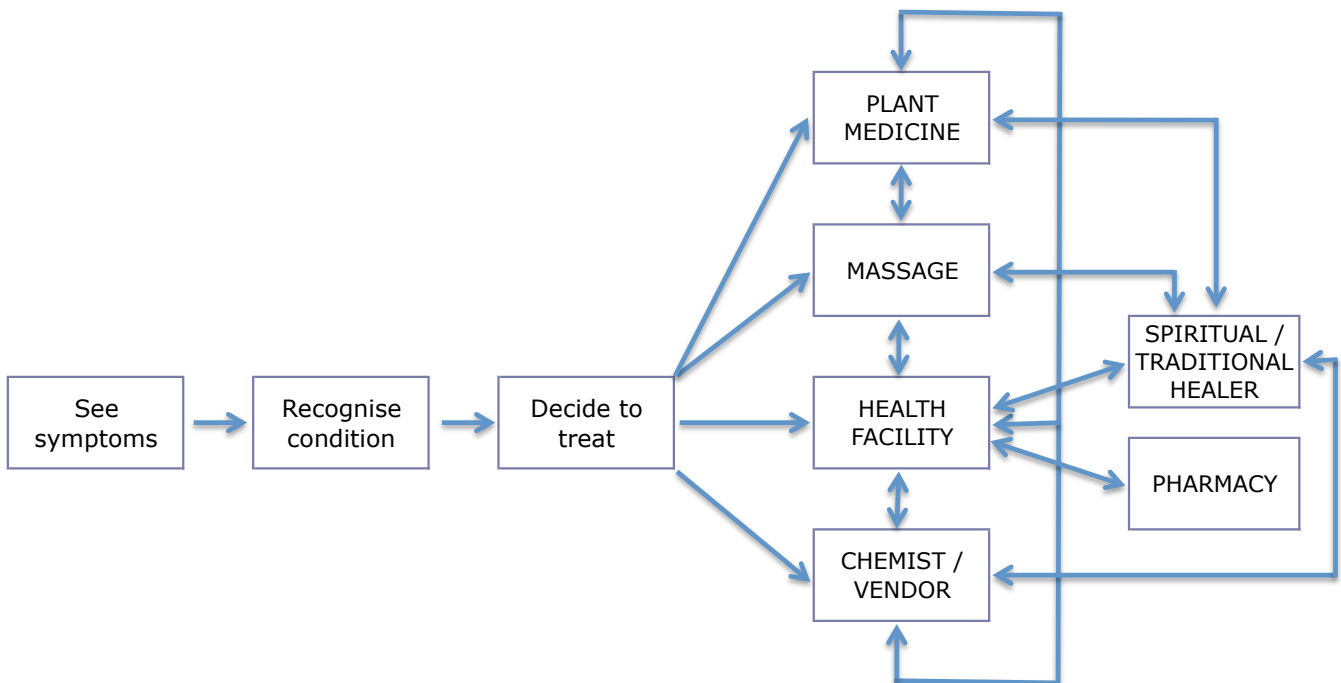 See
symptoms
Recognise
condition
Decide to
treat
PLANT
MEDICINE
MASSAGE
HEALTH
FACILITY
CHEMIST /
VENDOR
SPIRITUAL /
TRADITIONAL
HEALER
PHARMACY